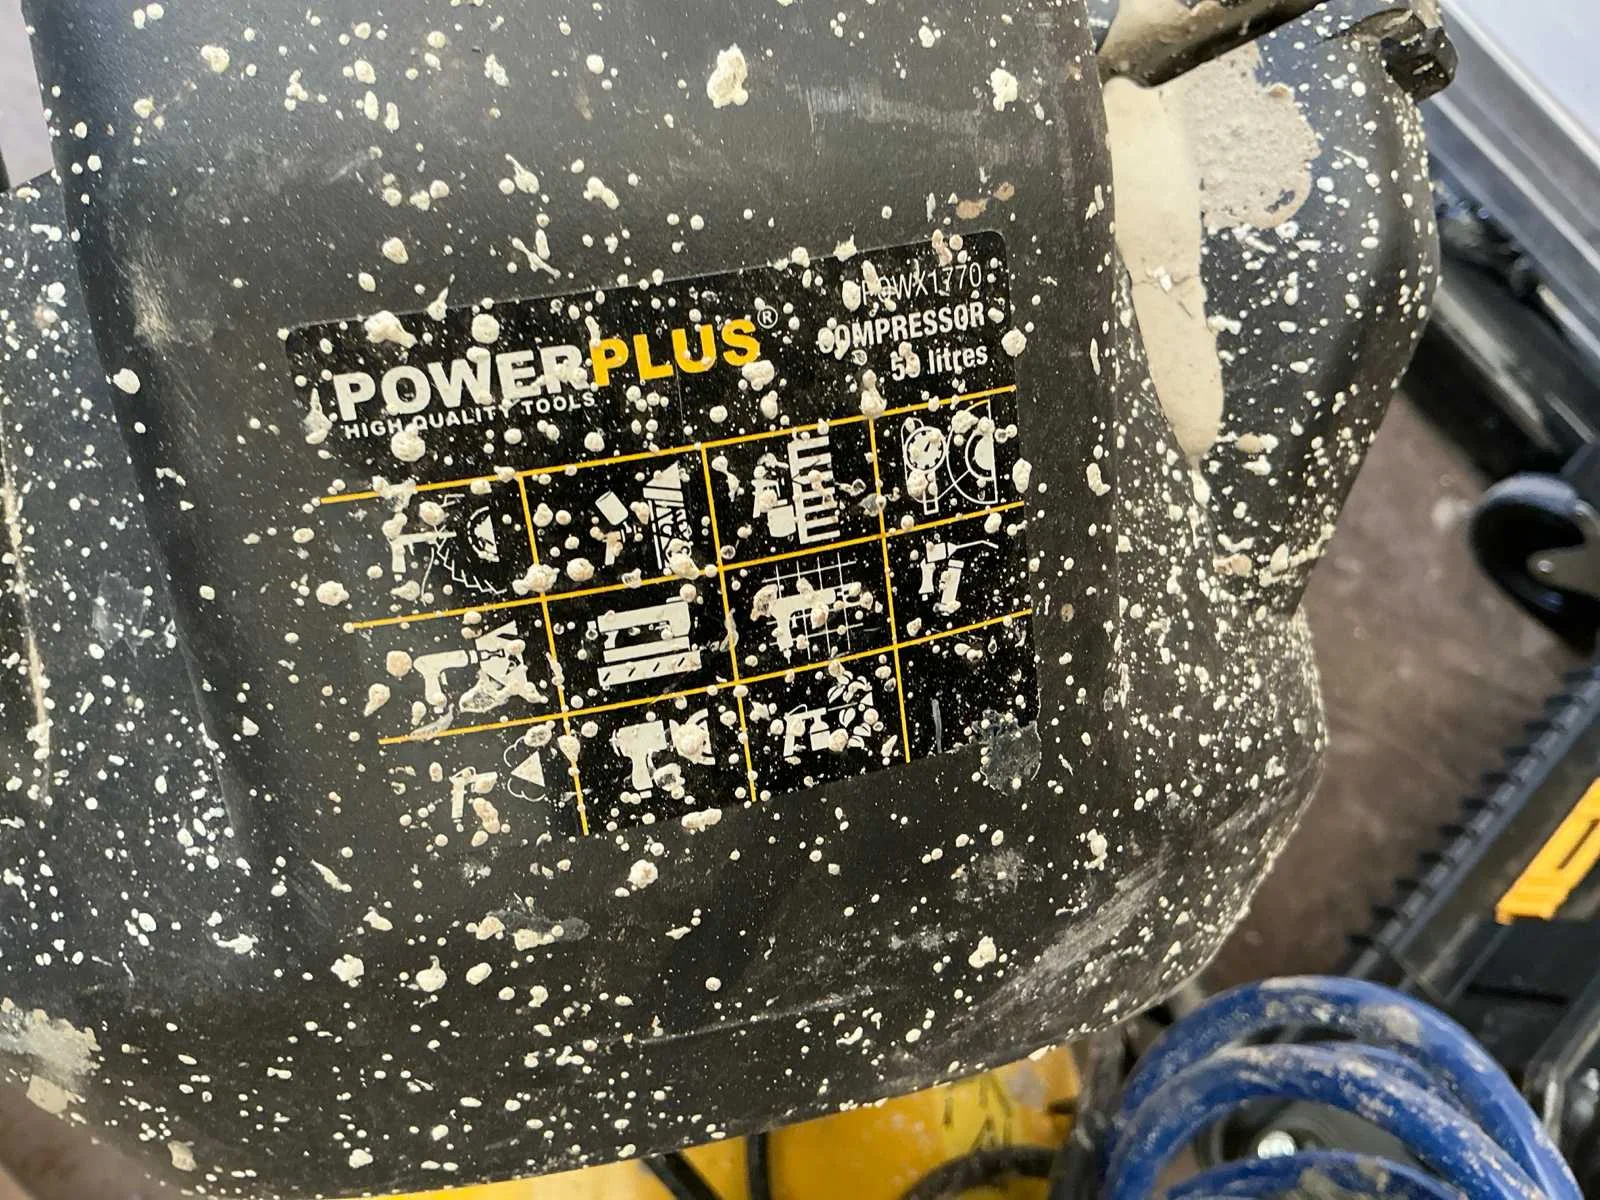 POWERPLUS®
HIGH QUALITY TOOLS
POWX1770
COMPRESSOR
litres